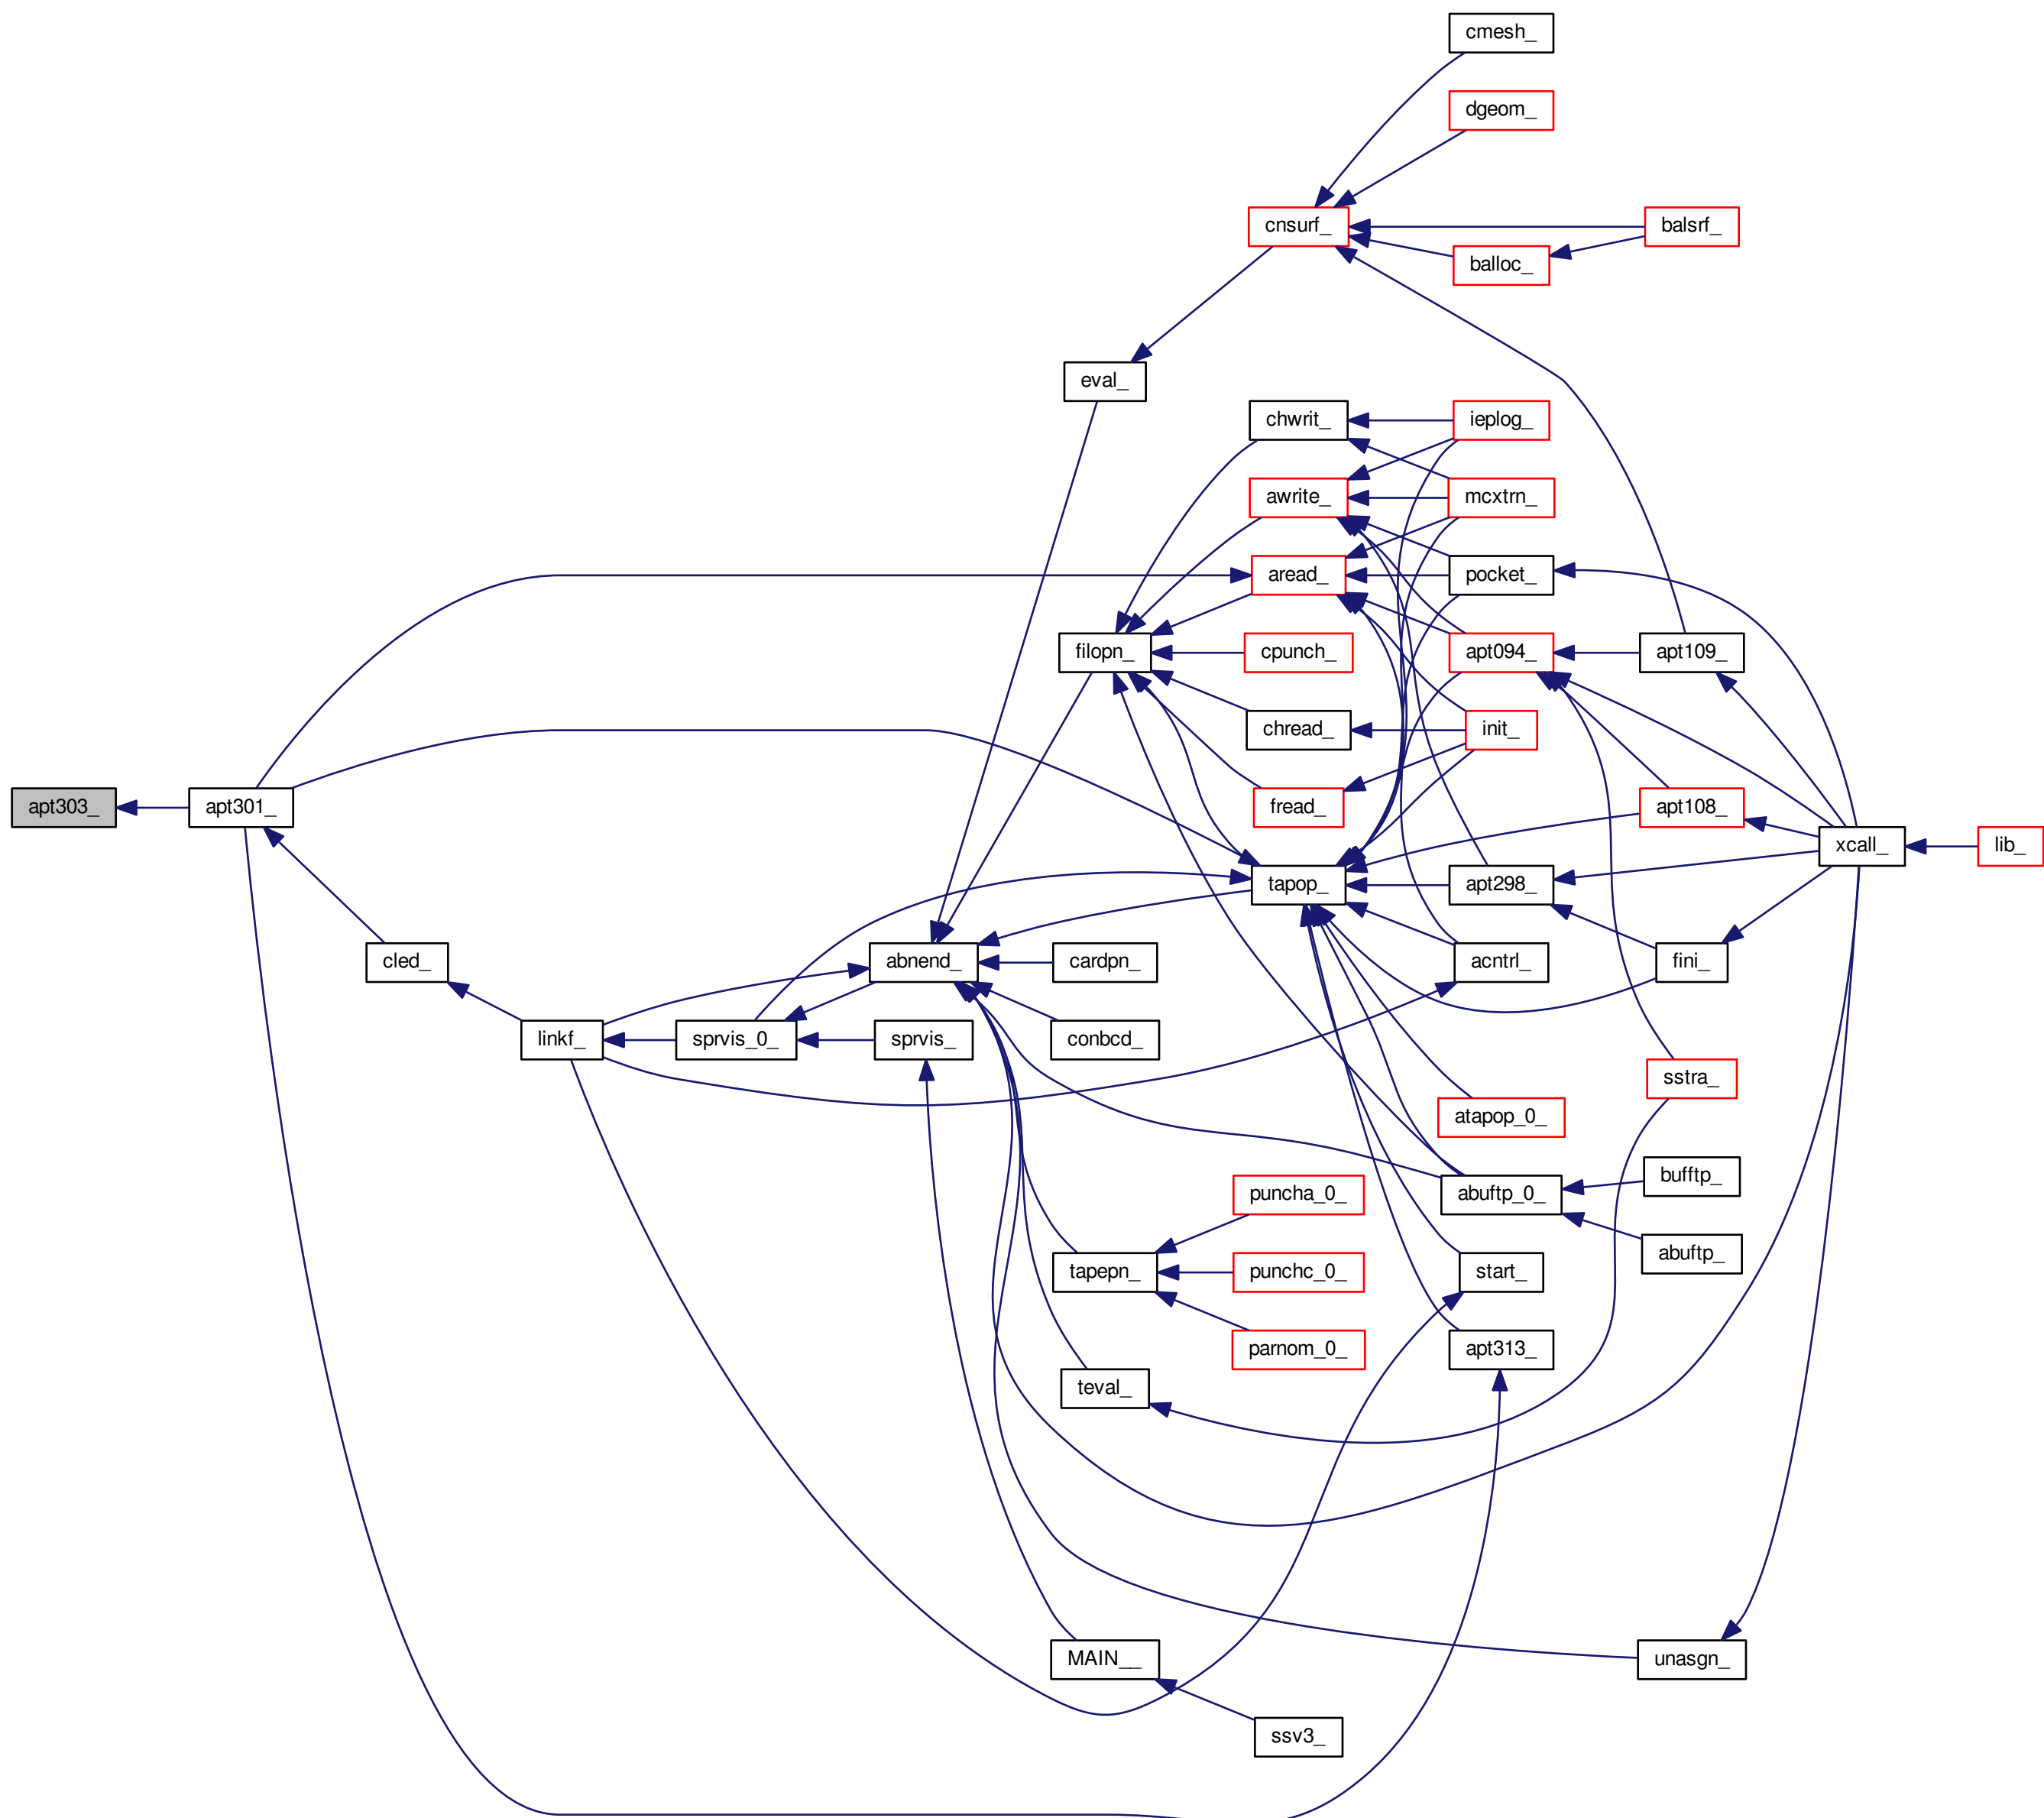 cmesh_
dgeom_
cnsurf_
balsrf_
balloc_
eval_
chwrit_
ieplog_
awrite_
mcxtrn_
aread_
pocket_
filopn_
cpunch_
apt094_
apt109_
chread_
init_
apt303_
apt301_
fread_
apt108_
xcall_
lib_
tapop_
apt298_
cled_
abnend_
cardpn_
acntrl_
fini_
linkf_
sprvis_0_
sprvis_
conbcd_
sstra_
atapop_0_
bufftp_
puncha_0_
abuftp_0_
abuftp_
tapepn_
punchc_0_
start_
parnom_0_
apt313_
teval_
MAIN__
unasgn_
ssv3_